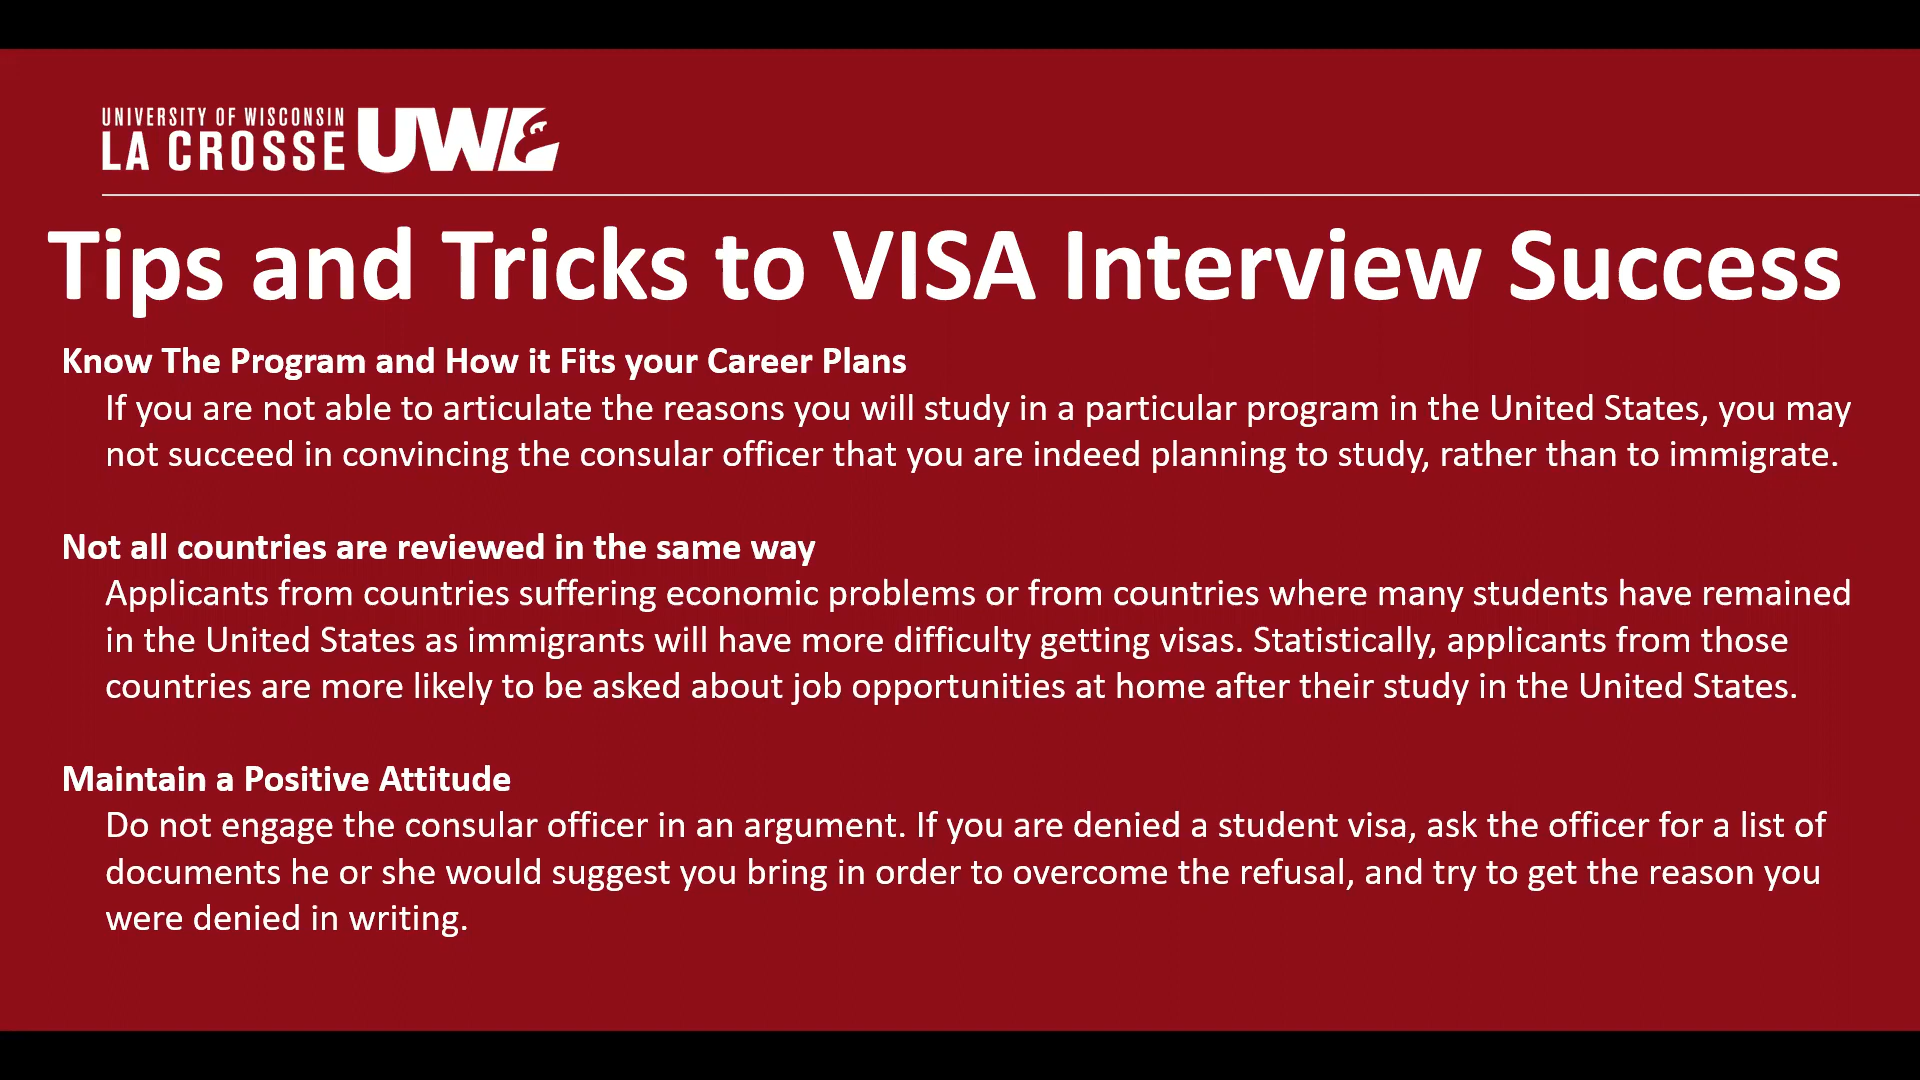 UNIVERSITY OF WISCONSIN
LA CROSSE UWL
Tips and Tricks to VISA Interview Success
Know The Program and How it Fits your Career Plans
If you are not able to articulate the reasons you will study in a particular program in the United States, you may
not succeed in convincing the consular officer that you are indeed planning to study, rather than to immigrate.
Not all countries are reviewed in the same way
Applicants from countries suffering economic problems or from countries where many students have remained
in the United States as immigrants will have more difficulty getting visas. Statistically, applicants from those
countries are more likely to be asked about job opportunities at home after their study in the United States.
Maintain a Positive Attitude
Do not engage the consular officer in an argument. If you are denied a student visa, ask the officer for a list of
documents he or she would suggest you bring in order to overcome the refusal, and try to get the reason you
were denied in writing.